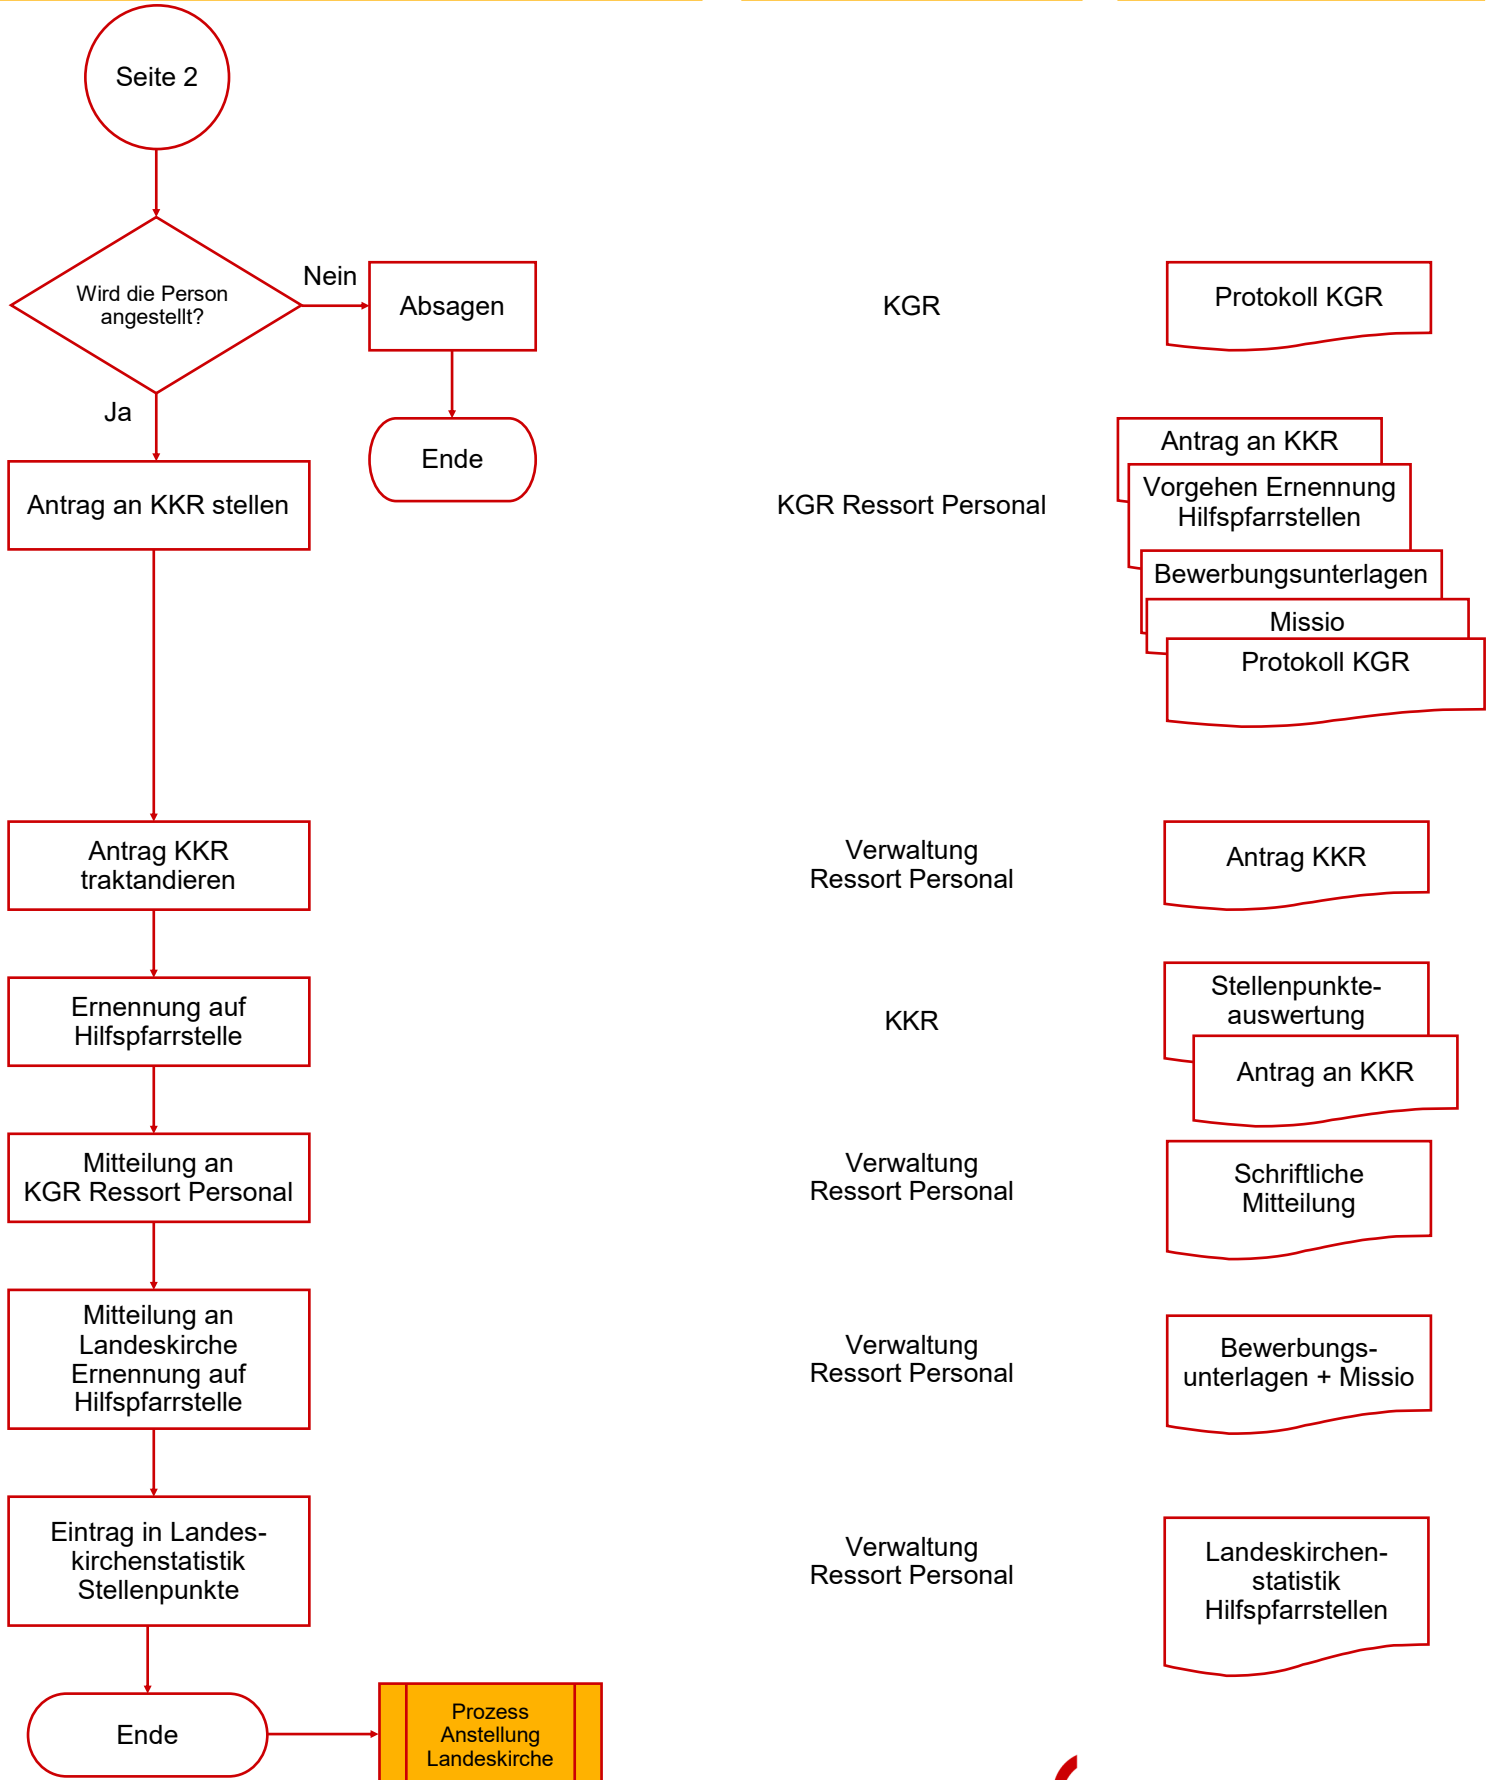 Seite 2
Wird die Person
angestellt?
Nein
Absagen
KGR
Protokoll KGR
Ja
Ende
Antrag an KKR stellen
KGR Ressort Personal
Antrag an KKR
Vorgehen Ernennung
Hilfspfarrstellen
Bewerbungsunterlagen
Missio
Protokoll KGR
Antrag KKR
traktandieren
Verwaltung
Ressort Personal
Antrag KKR
Ernennung auf
Hilfspfarrstelle
KKR
Stellenpunkte-
auswertung
Antrag an KKR
Mitteilung an
KGR Ressort Personal
Verwaltung
Ressort Personal
Schriftliche
Mitteilung
Mitteilung an
Landeskirche
Ernennung auf
Hilfspfarrstelle
Verwaltung
Ressort Personal
Bewerbungs-
unterlagen + Missio
Eintrag in Landes-
kirchenstatistik
Stellenpunkte
Verwaltung
Ressort Personal
Landeskirchen-
statistik
Hilfspfarrstellen
Ende
Prozess
Anstellung
Landeskirche